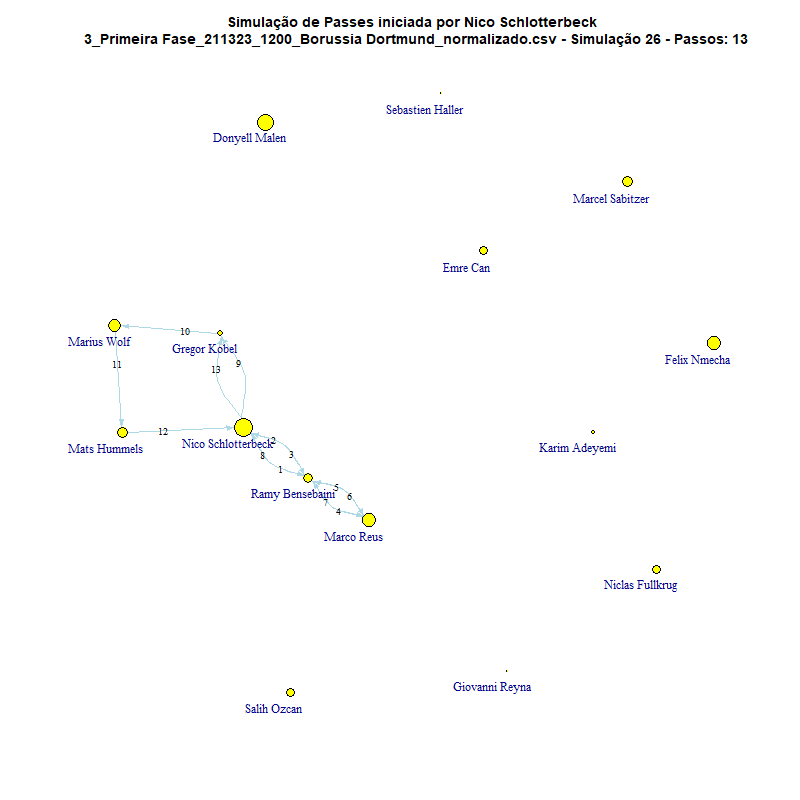 Simulação de Passes iniciada por Nico Schlotterbeck
3_Primeira Fase_211323_1200_Borussia Dortmund_normalizado.csv - Simulação 26 - Passos: 13
Sebastien Haller
Donyell Malen
Marcel Sabitzer
Emre Can
10
Marius Wolf
Gregor Kobel
Felix Nmecha
11
13
9
12
Nico Schlotterbeck
2
Mats Hummels
Karim Adeyemi
8
3
1
Ramy Bensebaini
5
6
7
4
Marco Reus
Niclas Fullkrug
Giovanni Reyna
Salih Ozcan